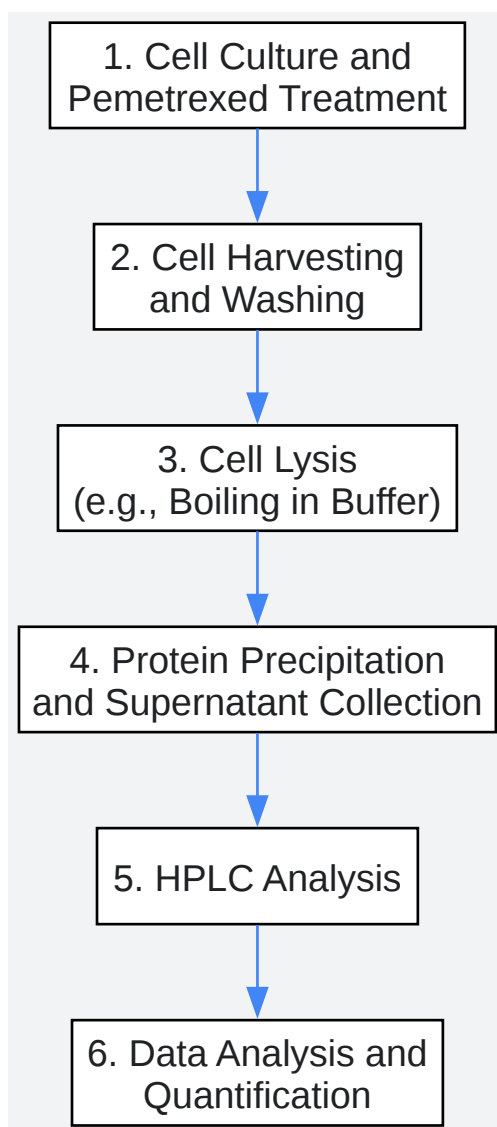 1. Cell Culture and
Pemetrexed Treatment
2. Cell Harvesting
and Washing
3. Cell Lysis
(e.g., Boiling in Buffer)
4. Protein Precipitation
and Supernatant Collection
5. HPLC Analysis
6. Data Analysis and
Quantification